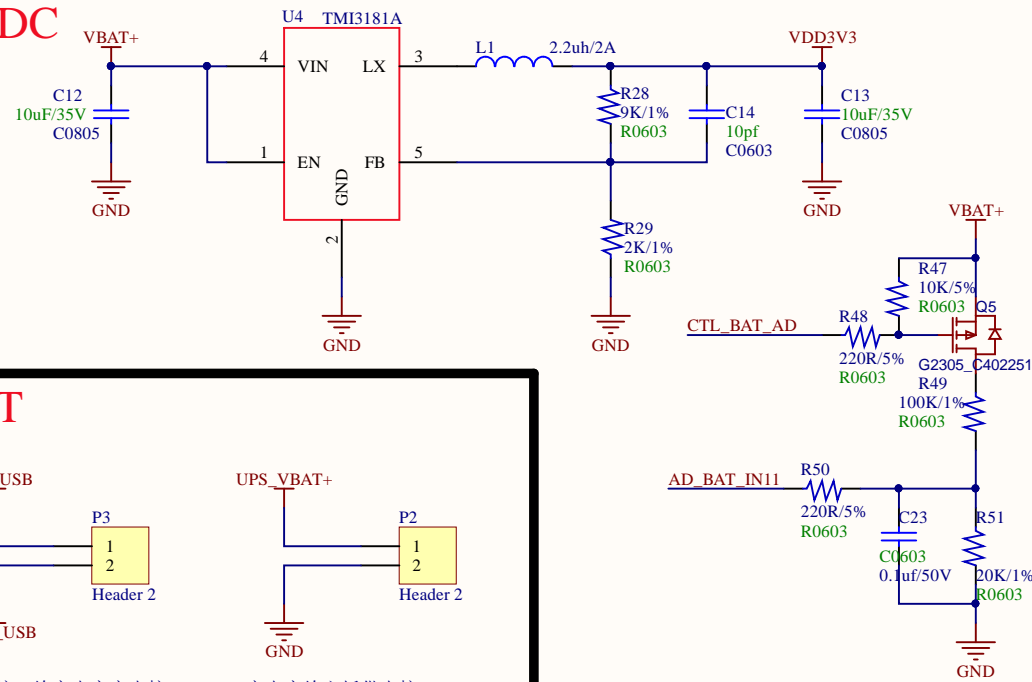 DC
VBAT+
C12
10uF/35V
C0805
GND
U4 TMI3181A
4 VIN
LX 3
1 EN
FB 5
GND
2
GND
L1 2.2uh/2A
R28
9K/1%
R0603
C14
10pf
C0603
VDD3V3
C13
10uF/35V
C0805
GND
R29
2K/1%
R0603
GND
VBAT+
R47
10K/5%
R0603
Q5
G2305_C402251
CTL_BAT_AD
R48
220R/5%
R0603
R49
100K/1%
R0603
AD_BAT_IN11
R50
220R/5%
R0603
C23
C0603
0.1uf/50V
R51
20K/1%
R0603
GND
T
USB
P3
1
2
Header 2
_USB
UPS_VBAT+
P2
1
2
Header 2
GND